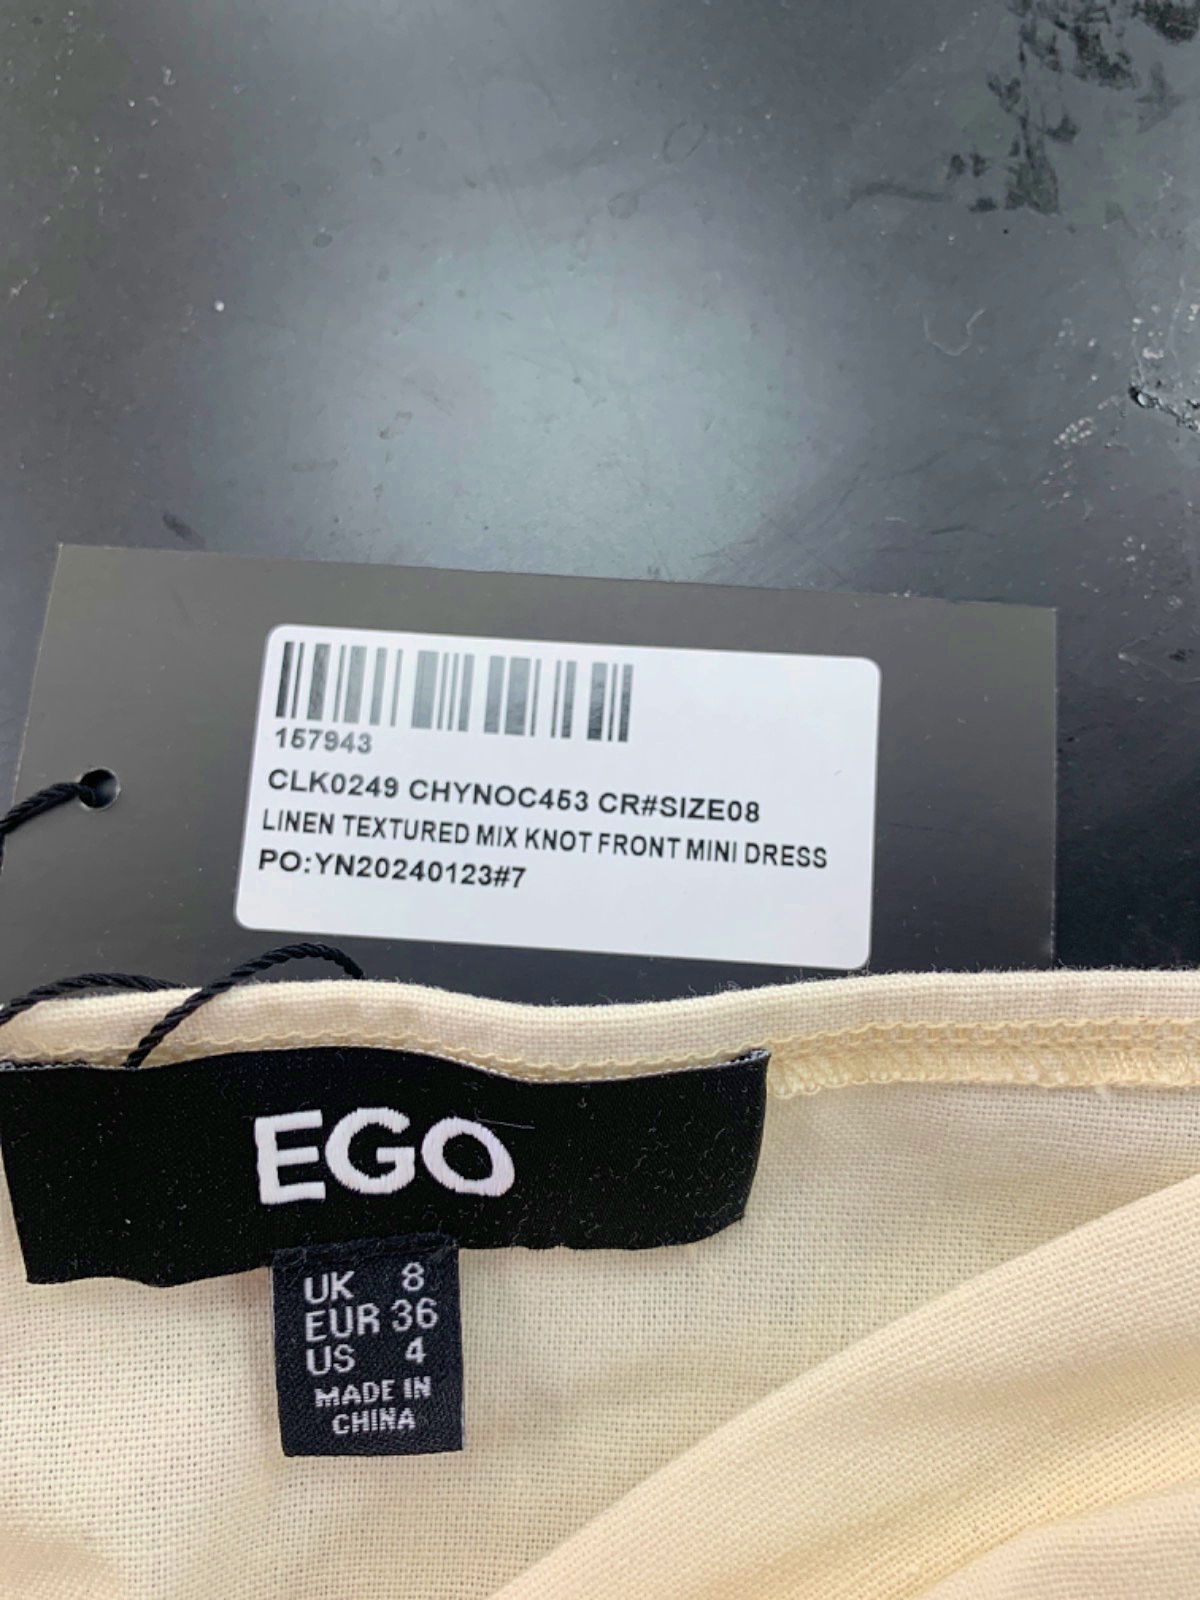 157943
CLK0249 CHYNOC453 CR#SIZE08
LINEN TEXTURED MIX KNOT FRONT MINI DRESS
PO:YN20240123#7
EGO
UK 8
EUR 36
US 4
MADE IN
CHINA